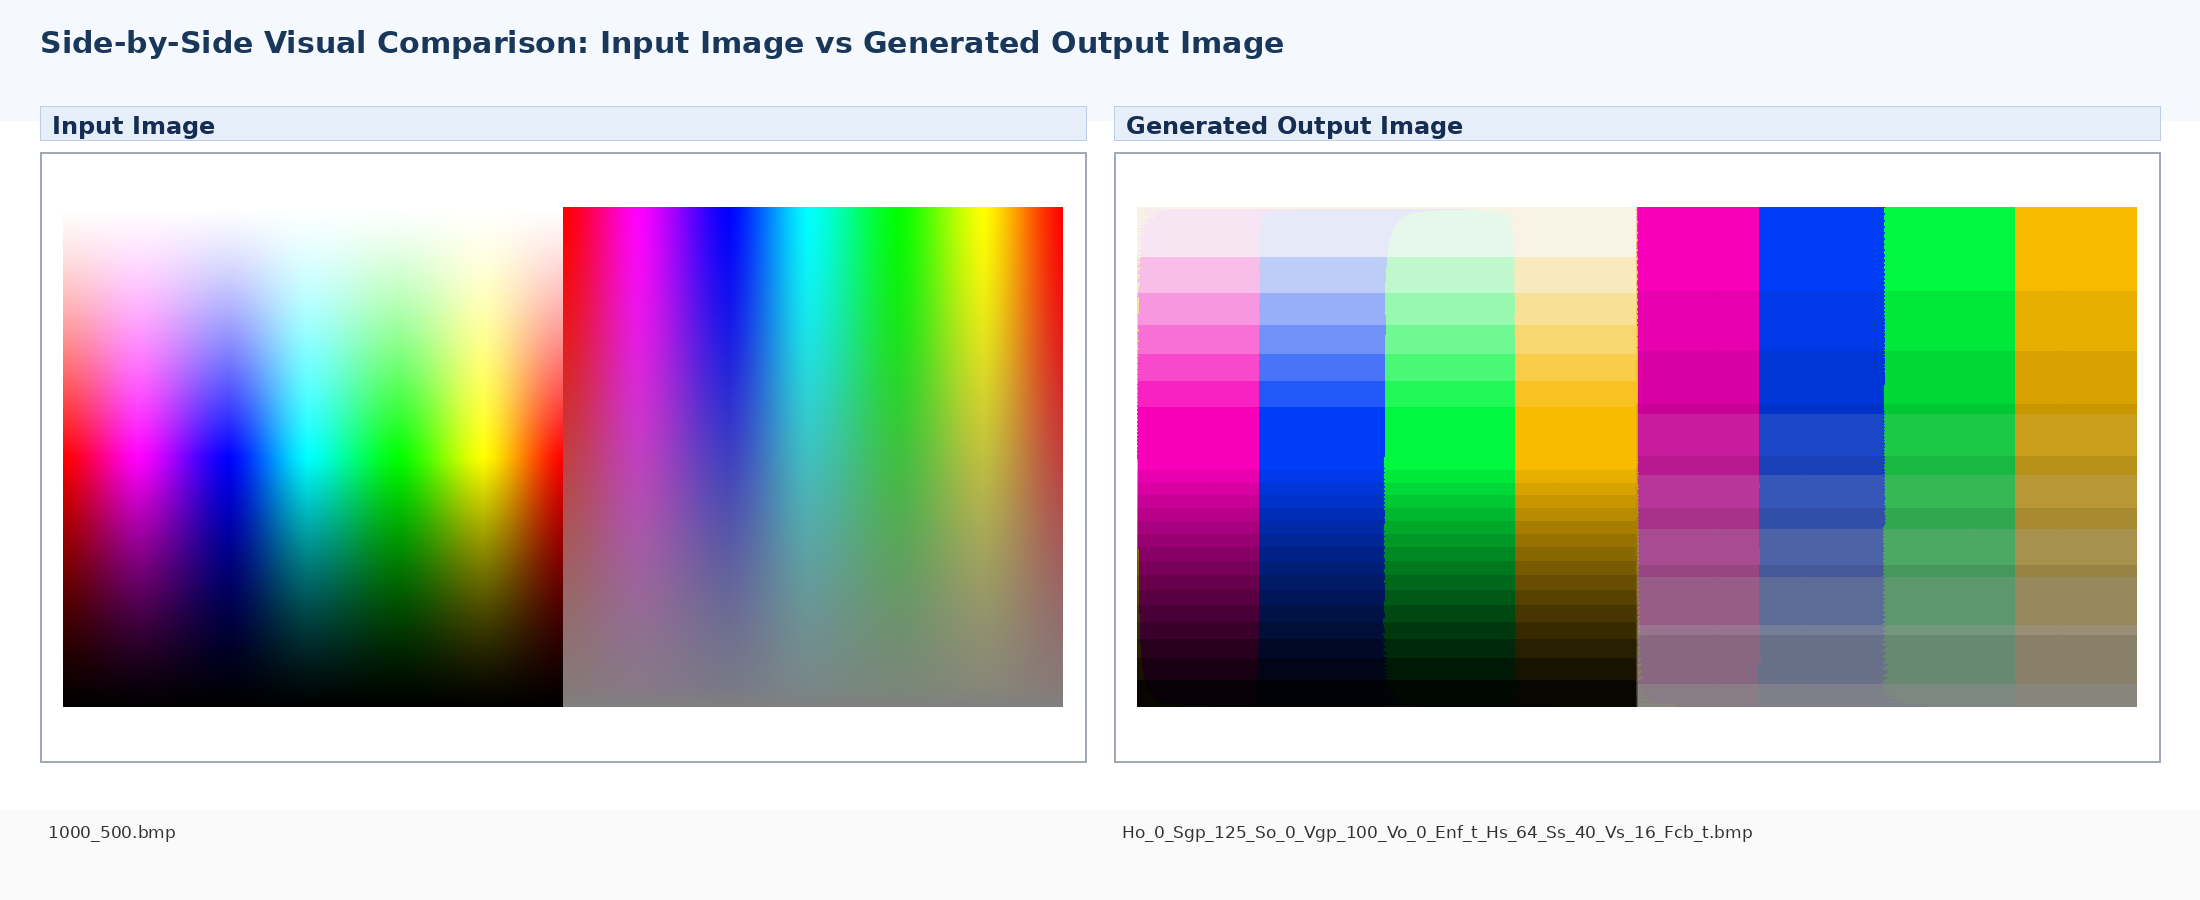 Side-by-Side Visual Comparison: Input Image vs Generated Output Image
Input Image
Generated Output Image
1000_500.bmp
Ho_0_Sgp_125_So_0_Vgp_100_Vo_0_Enf_t_Hs_64_Ss_40_Vs_16_Fcb_t.bmp